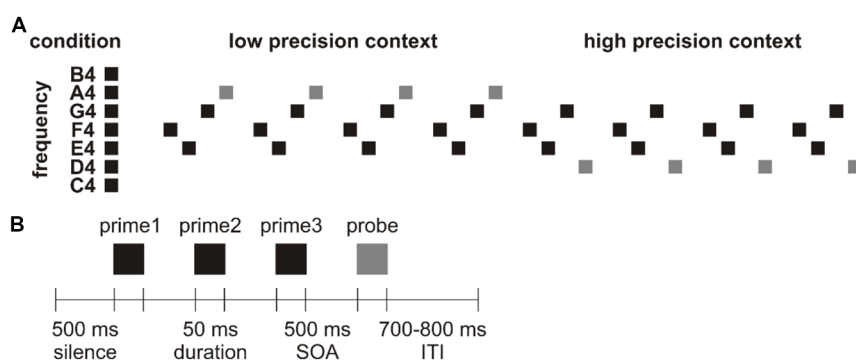 A
condition low precision context high precision context
frequency
B4
A4
G4
F4
E4
D4
C4
B
prime1 prime2 prime3 probe
500 ms 50 ms 500 ms 700-800 ms
silence duration SOA ITI